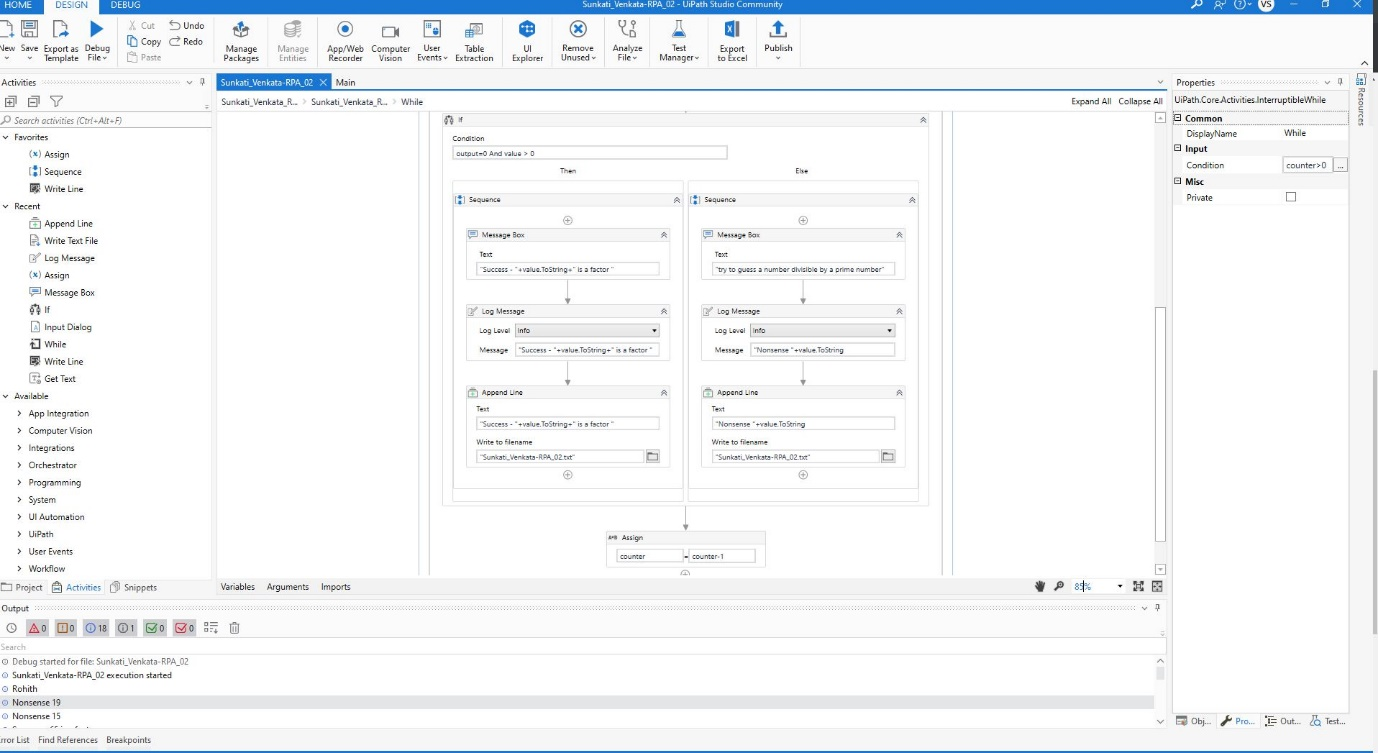 HOME DESIGN DEBUG Sunkati_Venkata-RPA_02 - UiPath Studio Community VS
New Save Export as Template Debug File Cut Copy Paste Undo Redo Manage Packages Manage Entities App/Web Recorder Computer Vision User Events Table Extraction UI Explorer Remove Unused Analyze File Test Manager Export to Excel Publish
Activities
Search activities (Ctrl+Alt+F)
Favorites
Assign
Sequence
Write Line
Recent
Append Line
Write Text File
Log Message
Assign
Message Box
If
Input Dialog
While
Write Line
Get Text
Available
App Integration
Computer Vision
Integrations
Orchestrator
Programming
System
UI Automation
UiPath
User Events
Workflow
Project Activities Snippets
Sunkati_Venkata-RPA_02 Main
Sunkati_Venkata_R... > Sunkati_Venkata_R... > While Expand All Collapse All
If
Condition
output=0 And value > 0
Then Else
Sequence
Message Box
Text
"Success - "+value.ToString+" is a factor "
Log Message
Log Level Info
Message "Success - "+value.ToString+" is a factor "
Append Line
Text
"Success - "+value.ToString+" is a factor "
Write to filename
"Sunkati_Venkata-RPA_02.txt"
Sequence
Message Box
Text
"try to guess a number divisible by a prime number"
Log Message
Log Level Info
Message "Nonsense "+value.ToString
Append Line
Text
"Nonsense "+value.ToString
Write to filename
"Sunkati_Venkata-RPA_02.txt"
Assign
counter = counter-1
Variables Arguments Imports 85%
Properties
UiPath.Core.Activities.InterruptibleWhile
Common
DisplayName While
Input
Condition counter>0 ...
Misc
Private
Resources
Obj... Pro... Out... Test...
Output
0 0 18 1 0 0
Search
Debug started for file: Sunkati_Venkata-RPA_02
Sunkati_Venkata-RPA_02 execution started
Rohith
Nonsense 19
Nonsense 15
Error List Find References Breakpoints